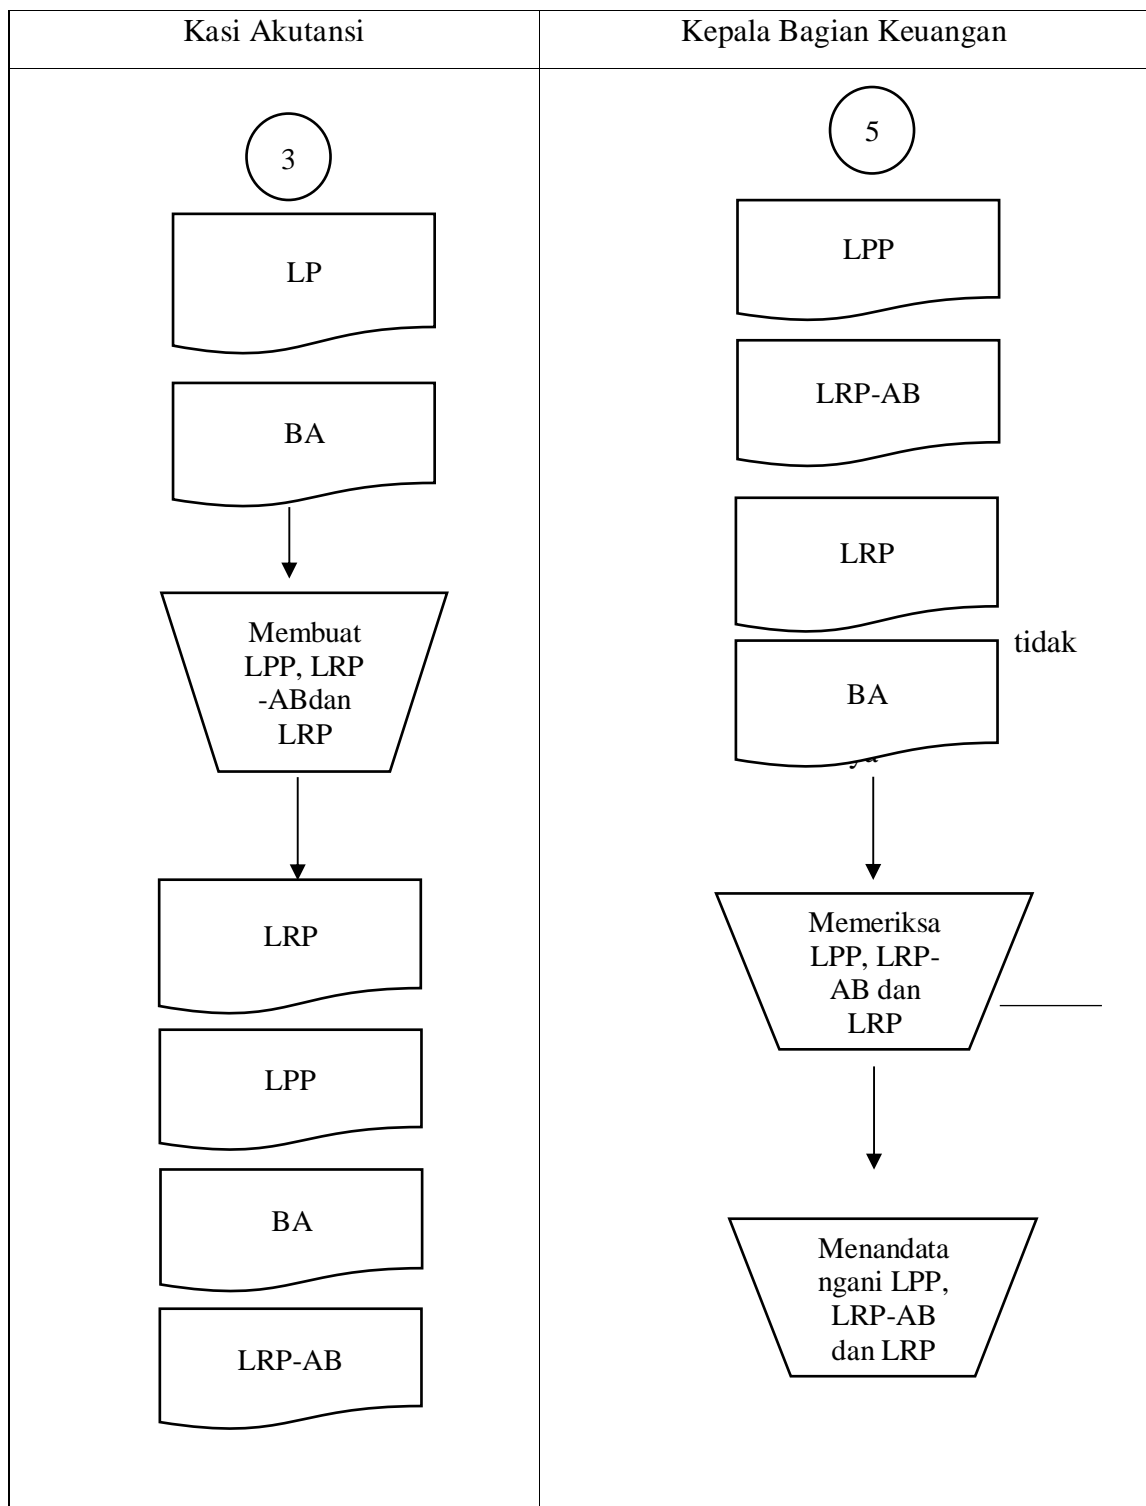 Kasi Akutansi
Kepala Bagian Keuangan
3
LP
BA
Membuat
LPP, LRP
-ABdan
LRP
LRP
LPP
BA
LRP-AB
5
LPP
LRP-AB
LRP
tidak
BA
Memeriksa
LPP, LRP-
AB dan
LRP
Menandata
ngani LPP,
LRP-AB
dan LRP